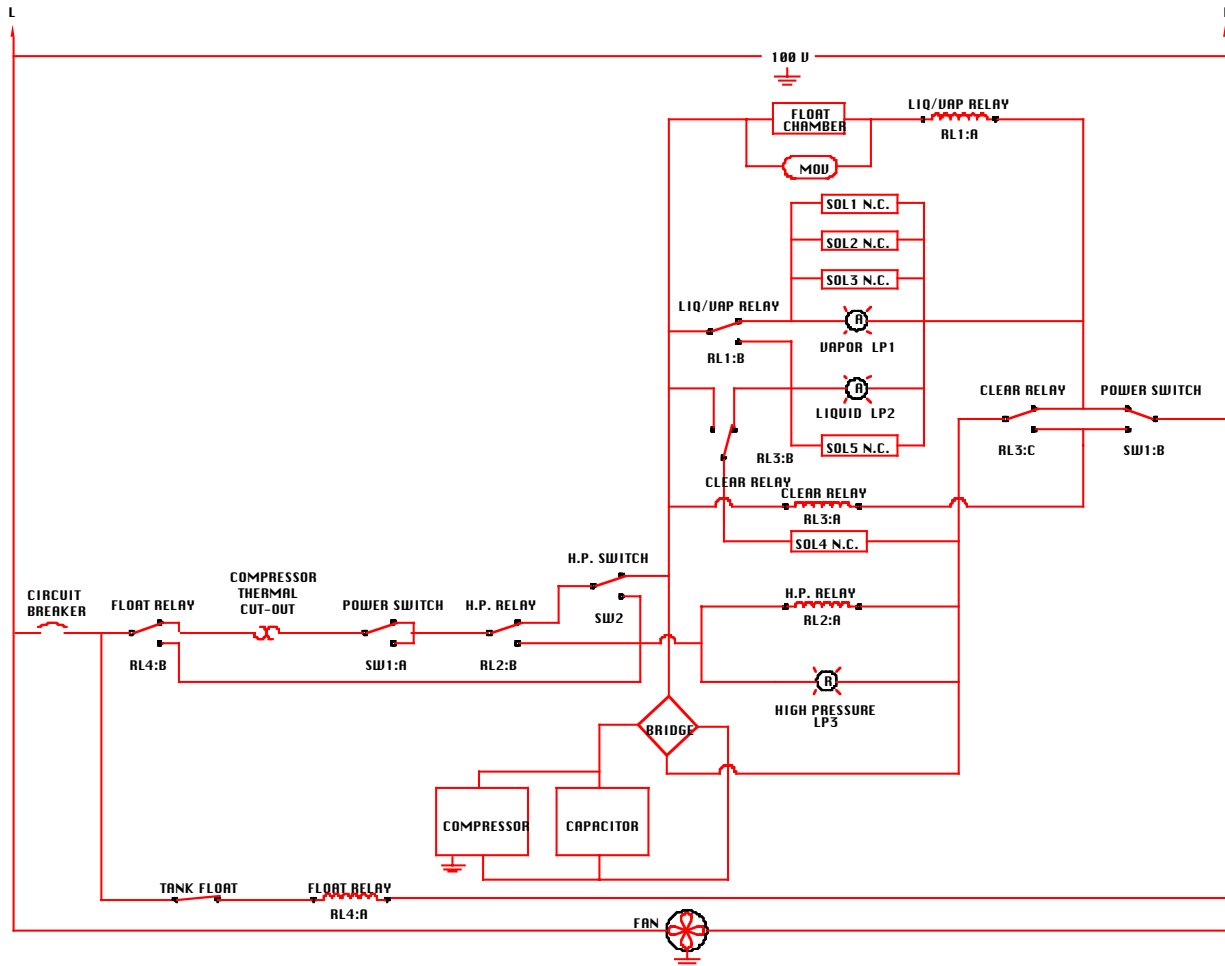 L
100 V
LIQ/VAP RELAY
FLOAT
CHAMBER
RL1:A
MOV
SOL1 N.C.
SOL2 N.C.
SOL3 N.C.
LIQ/VAP RELAY
A
VAPOR LP1
RL1:B
A
CLEAR RELAY
POWER SWITCH
LIQUID LP2
SOL5 N.C.
RL3:B
RL3:C
SW1:B
CLEAR RELAY
CLEAR RELAY
RL3:A
SOL4 N.C.
H.P. SWITCH
COMPRESSOR
THERMAL
CUT-OUT
CIRCUIT
BREAKER
FLOAT RELAY
POWER SWITCH
H.P. RELAY
H.P. RELAY
SW2
RL2:A
RL4:B
SW1:A
RL2:B
R
HIGH PRESSURE
LP3
BRIDGE
COMPRESSOR
CAPACITOR
TANK FLOAT
FLOAT RELAY
RL4:A
FAN